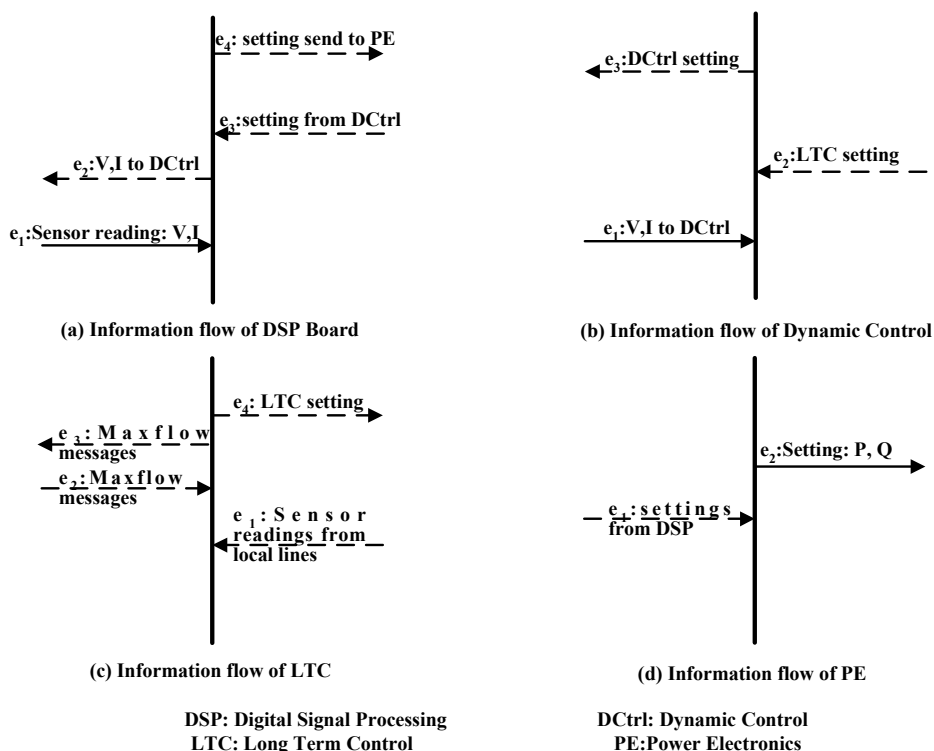 e4: setting send to PE
e3:setting from DCtrl
e2:V,I to DCtrl
e1:Sensor reading: V,I
(a) Information flow of DSP Board
e3:DCtrl setting
e2:LTC setting
e1:V,I to DCtrl
(b) Information flow of Dynamic Control
e4: LTC setting
e3: Maxflow
messages
e2:Maxflow
messages
e1: Sensor
readings from
local lines
(c) Information flow of LTC
e2:Setting: P, Q
e1:settings
from DSP
(d) Information flow of PE
DSP: Digital Signal Processing
DCtrl: Dynamic Control
LTC: Long Term Control
PE:Power Electronics